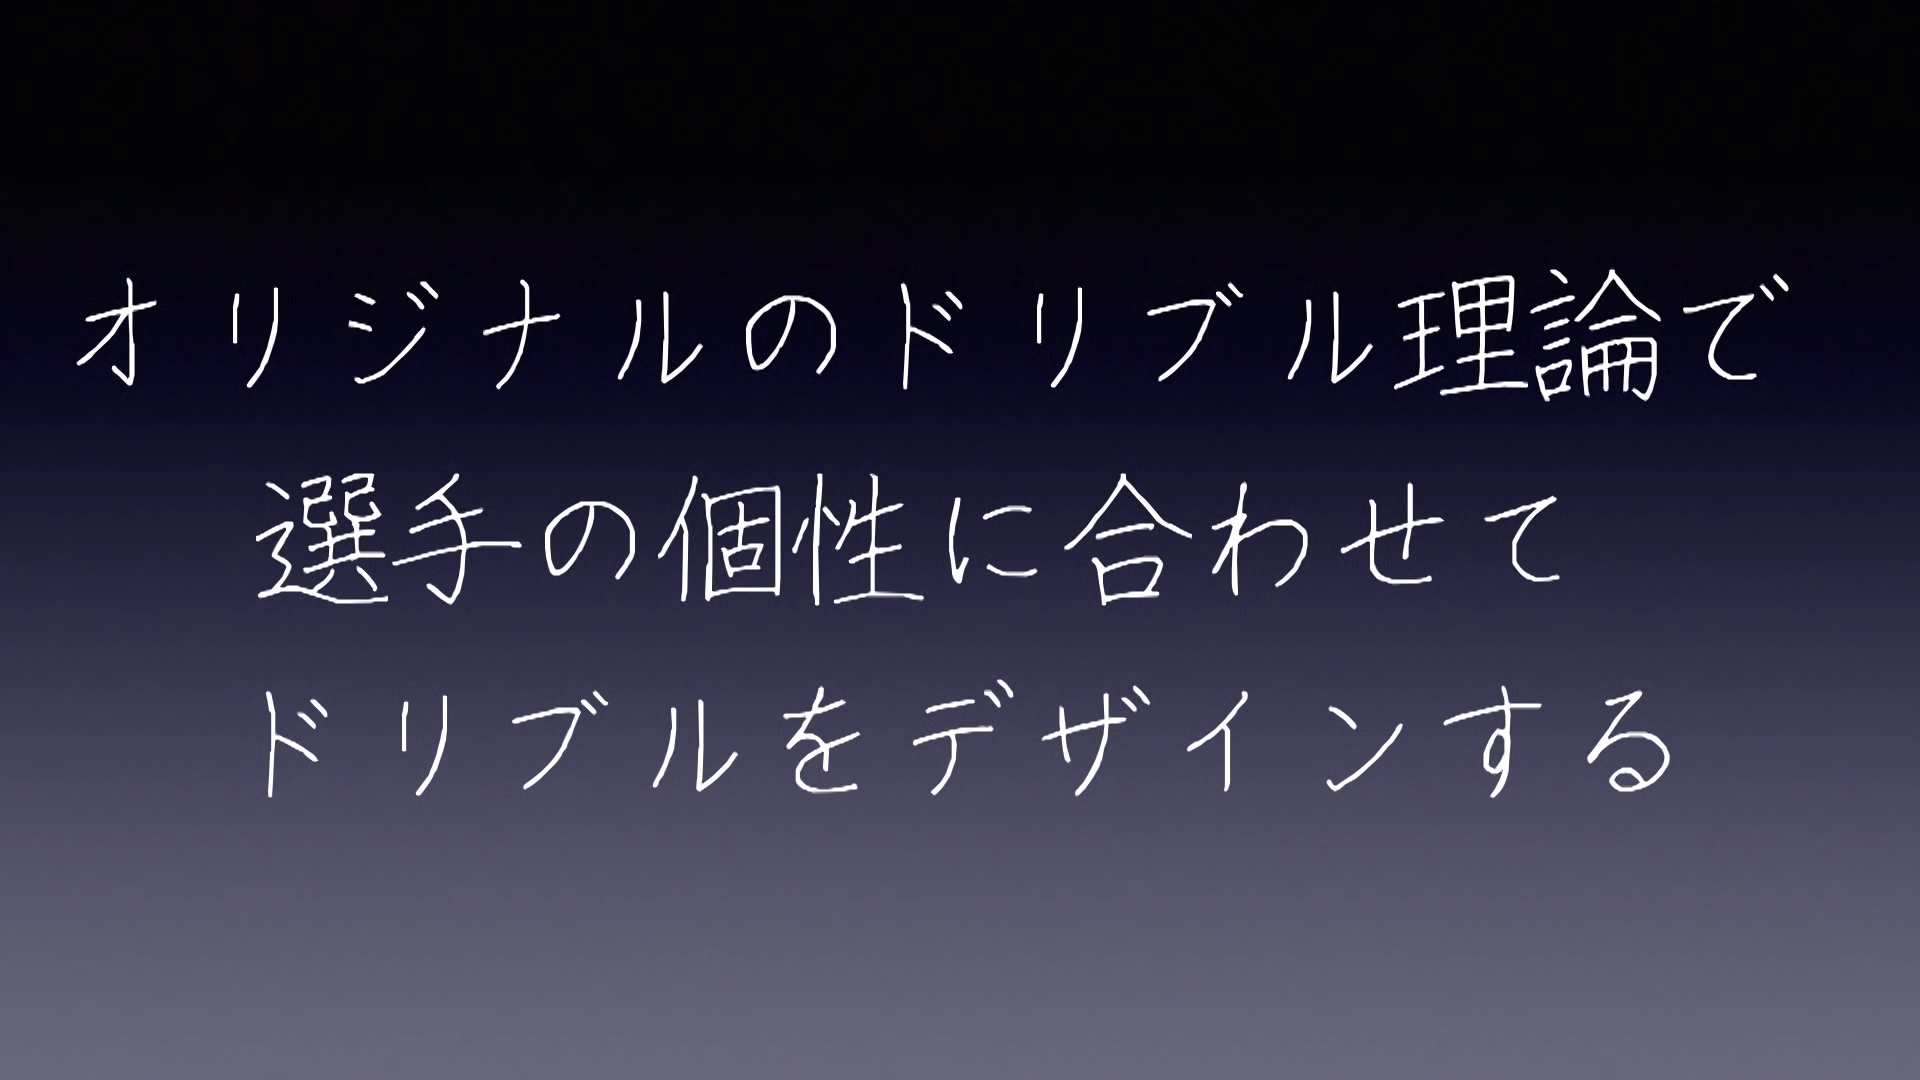 オリジナルのドリブル理論で
選手の個性に合わせて
ドリブルをデザインする